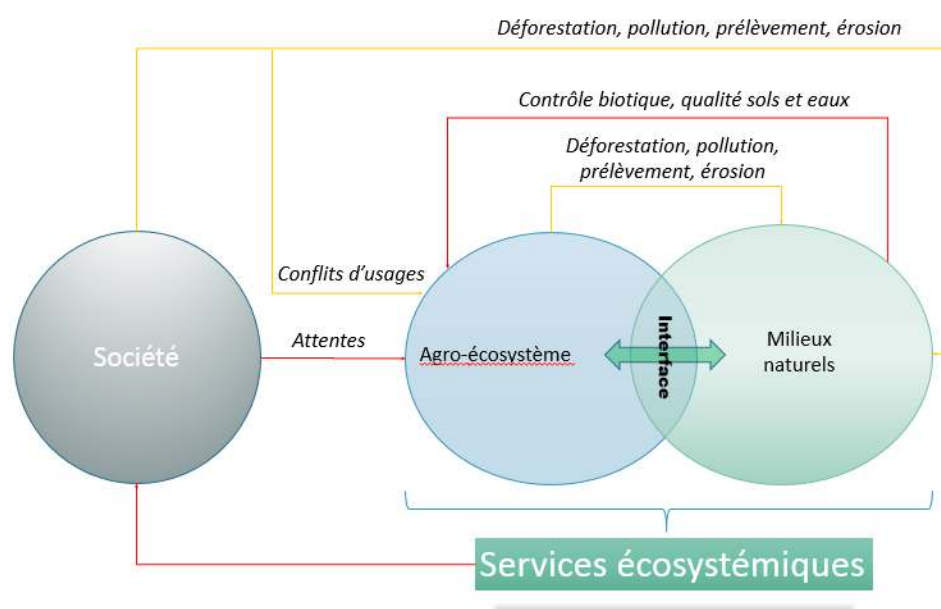 Déforestation, pollution, prélèvement, érosion
Contrôle biotique, qualité sols et eaux
Déforestation, pollution,
prélèvement, érosion
Conflits d’usages
Attentes
Société
Agro-écosystème
Interface
Milieux
naturels
Services écosystémiques